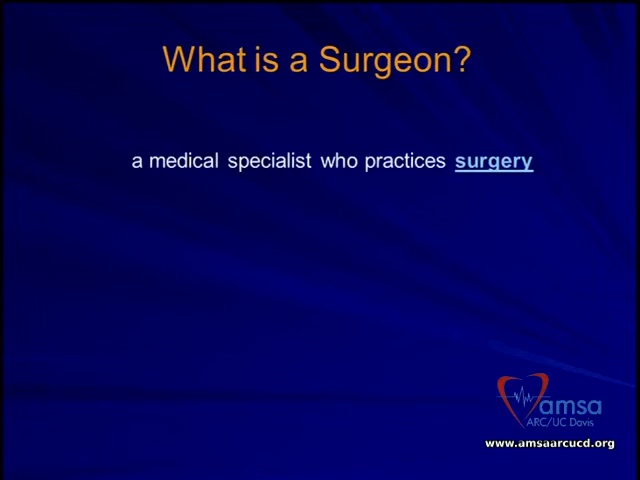 What is a Surgeon?
a medical specialist who practices surgery
amsa
ARC/UC Davis
www.amsaarcucd.org